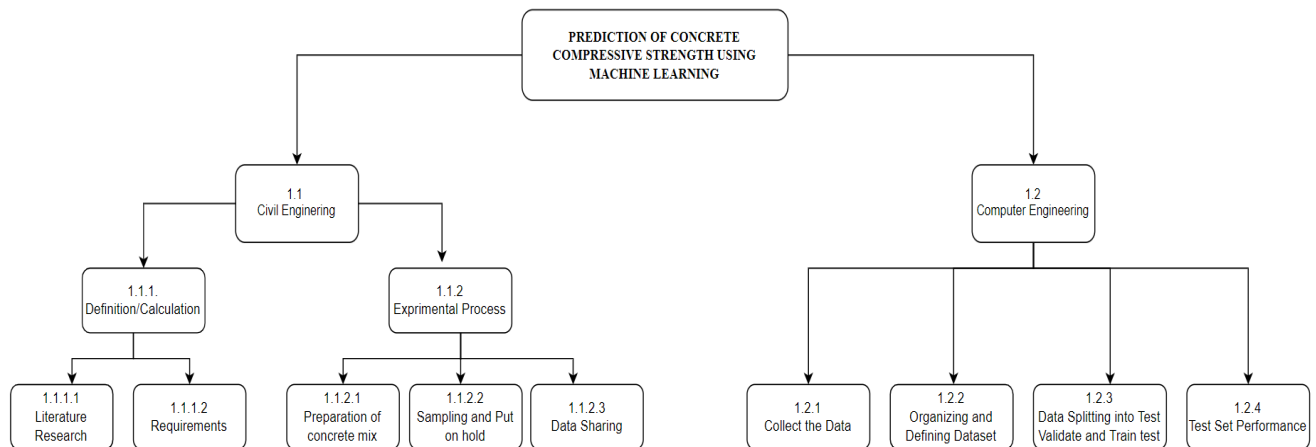 PREDICTION OF CONCRETE
COMPRESSIVE STRENGTH USING
MACHINE LEARNING
1.1
Civil Enginering
1.2
Computer Engineering
1.1.1.
Definition/Calculation
1.1.2
Exprimental Process
1.1.1.1
Literature
Research
1.1.1.2
Requirements
1.1.2.1
Preparation of
concrete mix
1.1.2.2
Sampling and Put
on hold
1.1.2.3
Data Sharing
1.2.1
Collect the Data
1.2.2
Organizing and
Defining Dataset
1.2.3
Data Splitting into Test
Validate and Train test
1.2.4
Test Set Performance